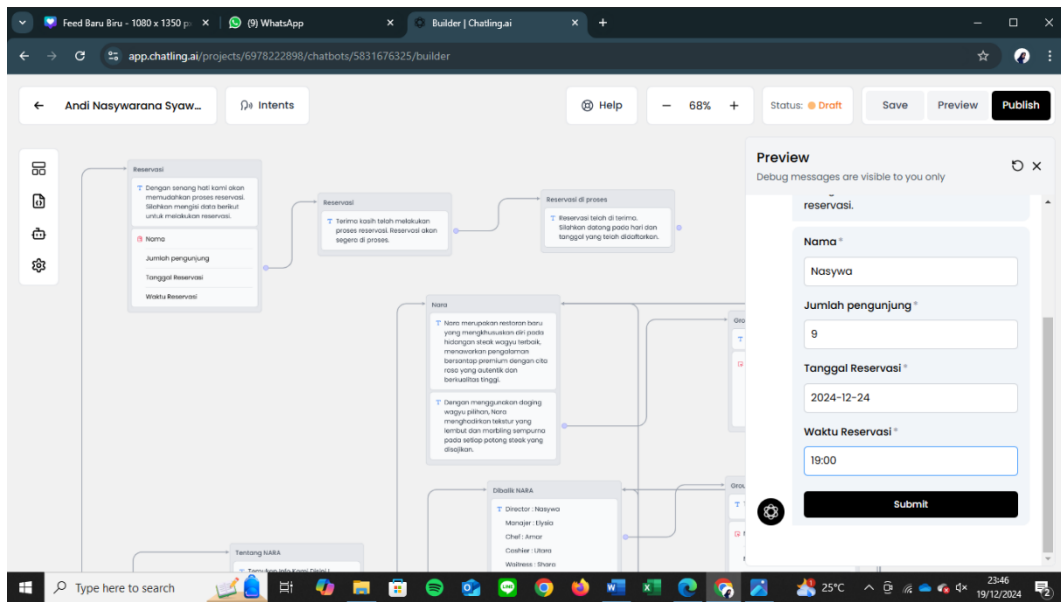 Feed Baru Biru - 1080 x 1350 p
(9) WhatsApp
Builder | Chatling.ai
app.chatling.ai/projects/6978222898/chatbots/5831676325/builder
Andi Nasywarana Syaw...
Intents
Help
68%
Status: Draft
Save
Preview
Publish
Reservasi
Dengan senang hati kami akan
memudahkan proses reservasi.
Silahkan mengisi data berikut
untuk melakukan reservasi.
Nama
Jumlah pengunjung
Tanggal Reservasi
Waktu Reservasi
Reservasi
Terima kasih telah melakukan
proses reservasi. Reservasi akan
segera di proses.
Reservasi di proses
Reservasi telah di terima.
Silahkan datang pada hari dan
tanggal yang telah didaftarkan.
Nara
Nara merupakan restoran baru
yang mengkhususkan diri pada
hidangan steak wagyu terbaik,
menawarkan pengalaman
bersantap premium dengan cita
rasa yang autentik dan
berkualitas tinggi.
Dengan menggunakan daging
wagyu pilihan, Nara
menghadirkan tekstur yang
lembut dan marbling sempurna
pada setiap potong steak yang
disajikan.
Dibalik NARA
Director : Nasywa
Manajer : Elysia
Chef : Amar
Cashier : Utara
Waitress : Shara
Tentang NARA
Preview
Debug messages are visible to you only
reservasi.
Nama*
Nasywa
Jumlah pengunjung*
9
Tanggal Reservasi*
2024-12-24
Waktu Reservasi*
19:00
Submit
Type here to search
25°C
23:46
19/12/2024